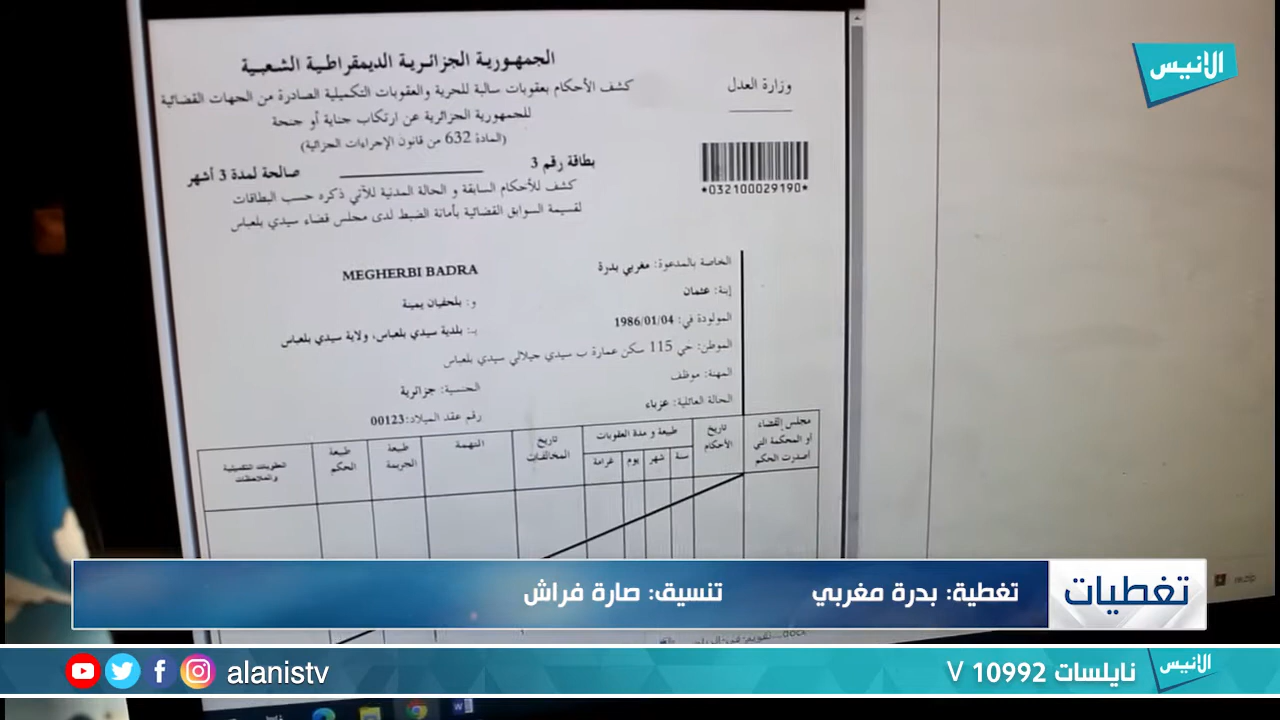 الانيس
الجمهورية الجزائرية الديمقراطية الشعبية
وزارة العدل
كشف الأحكام بعقوبات سالبة للحرية والعقوبات التكميلية الصادرة من الجهات القضائية
للجمهورية الجزائرية عن ارتكاب جناية أو جنحة
(المادة 632 من قانون الإجراءات الجزائية)
بطاقة رقم 3
صالحة لمدة 3 أشهر
*032100029190*
كشف للأحكام السابقة و الحالة المدنية للآتي ذكره حسب البطاقات
لقسيمة السوابق القضائية بأمانة الضبط لدى مجلس قضاء سيدي بلعباس
الخاصة بالمدعوة: مغربي بدرة MEGHERBI BADRA
إبنة: عثمان و: بلحفيان يمينة
المولودة في: 1986/01/04 بـ: بلدية سيدي بلعباس، ولاية سيدي بلعباس
الموطن: حي 115 سكن عمارة ب سيدي جيلالي سيدي بلعباس
المهنة: موظف الجنسية: جزائرية
الحالة العائلية: عزباء رقم عقد الميلاد: 00123
مجلس القضاء أو المحكمة التي أصدرت الحكم
تاريخ الأحكام
طبيعة و مدة العقوبات
سنة شهر يوم غرامة
تاريخ المخالفات
التهمة
طبيعة الجريمة
طبيعة الحكم
العقوبات التكميلية والملاحظات
تغطيات
تغطية: بدرة مغربي تنسيق: صارة فراش
الانيس
نايلسات 10992 V
alanistv